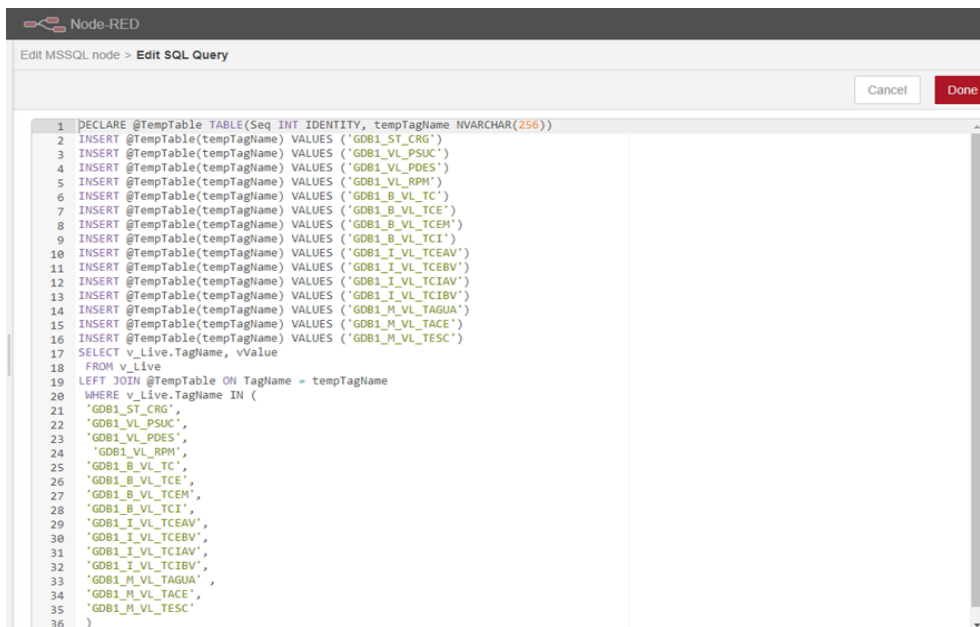 Node-RED
Edit MSSQL node > Edit SQL Query
Cancel
Done
1 DECLARE @TempTable TABLE(Seq INT IDENTITY, tempTagName NVARCHAR(256))
2 INSERT @TempTable(tempTagName) VALUES ('GDB1_ST_CRG')
3 INSERT @TempTable(tempTagName) VALUES ('GDB1_VL_PSUC')
4 INSERT @TempTable(tempTagName) VALUES ('GDB1_VL_PDES')
5 INSERT @TempTable(tempTagName) VALUES ('GDB1_VL_RPM')
6 INSERT @TempTable(tempTagName) VALUES ('GDB1_B_VL_TC')
7 INSERT @TempTable(tempTagName) VALUES ('GDB1_B_VL_TCE')
8 INSERT @TempTable(tempTagName) VALUES ('GDB1_B_VL_TCEM')
9 INSERT @TempTable(tempTagName) VALUES ('GDB1_B_VL_TCI')
10 INSERT @TempTable(tempTagName) VALUES ('GDB1_I_VL_TCEAV')
11 INSERT @TempTable(tempTagName) VALUES ('GDB1_I_VL_TCEBV')
12 INSERT @TempTable(tempTagName) VALUES ('GDB1_I_VL_TCIAV')
13 INSERT @TempTable(tempTagName) VALUES ('GDB1_I_VL_TCIBV')
14 INSERT @TempTable(tempTagName) VALUES ('GDB1_M_VL_TAGUA')
15 INSERT @TempTable(tempTagName) VALUES ('GDB1_M_VL_TACE')
16 INSERT @TempTable(tempTagName) VALUES ('GDB1_M_VL_TESC')
17 SELECT v_Live.TagName, vValue
18 FROM v_Live
19 LEFT JOIN @TempTable ON TagName = tempTagName
20 WHERE v_Live.TagName IN (
21 'GDB1_ST_CRG',
22 'GDB1_VL_PSUC',
23 'GDB1_VL_PDES',
24 'GDB1_VL_RPM',
25 'GDB1_B_VL_TC',
26 'GDB1_B_VL_TCE',
27 'GDB1_B_VL_TCEM',
28 'GDB1_B_VL_TCI',
29 'GDB1_I_VL_TCEAV',
30 'GDB1_I_VL_TCEBV',
31 'GDB1_I_VL_TCIAV',
32 'GDB1_I_VL_TCIBV',
33 'GDB1_M_VL_TAGUA' ,
34 'GDB1_M_VL_TACE',
35 'GDB1_M_VL_TESC'
36 )